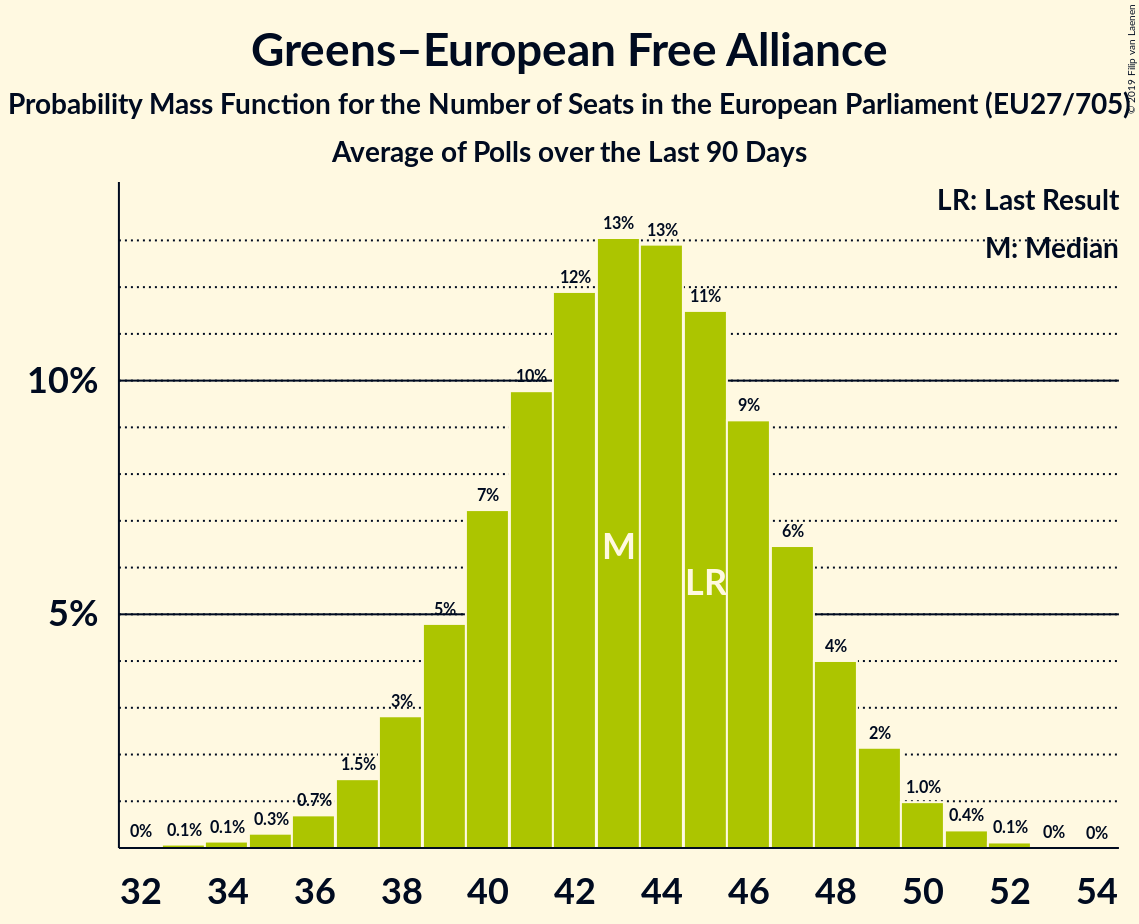 Greens–European Free Alliance
Probability Mass Function for the Number of Seats in the European Parliament (EU27/705)
Average of Polls over the Last 90 Days
© 2019 Filip van Laenen
LR: Last Result
M: Median
10%
5%
0%
0.1%
0.1%
0.3%
0.7%
1.5%
3%
5%
7%
10%
12%
13%
13%
11%
9%
6%
4%
2%
1.0%
0.4%
0.1%
0%
0%
M
LR
32 34 36 38 40 42 44 46 48 50 52 54